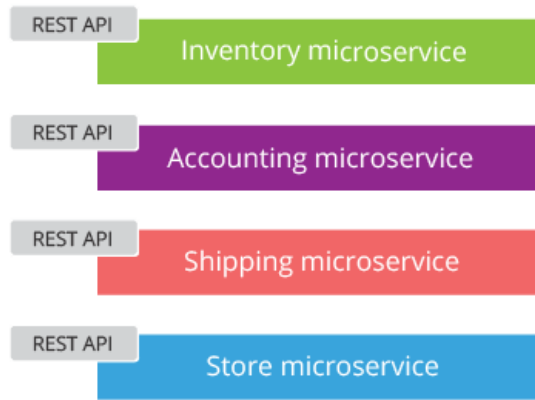 REST API
Inventory microservice
REST API
Accounting microservice
REST API
Shipping microservice
REST API
Store microservice